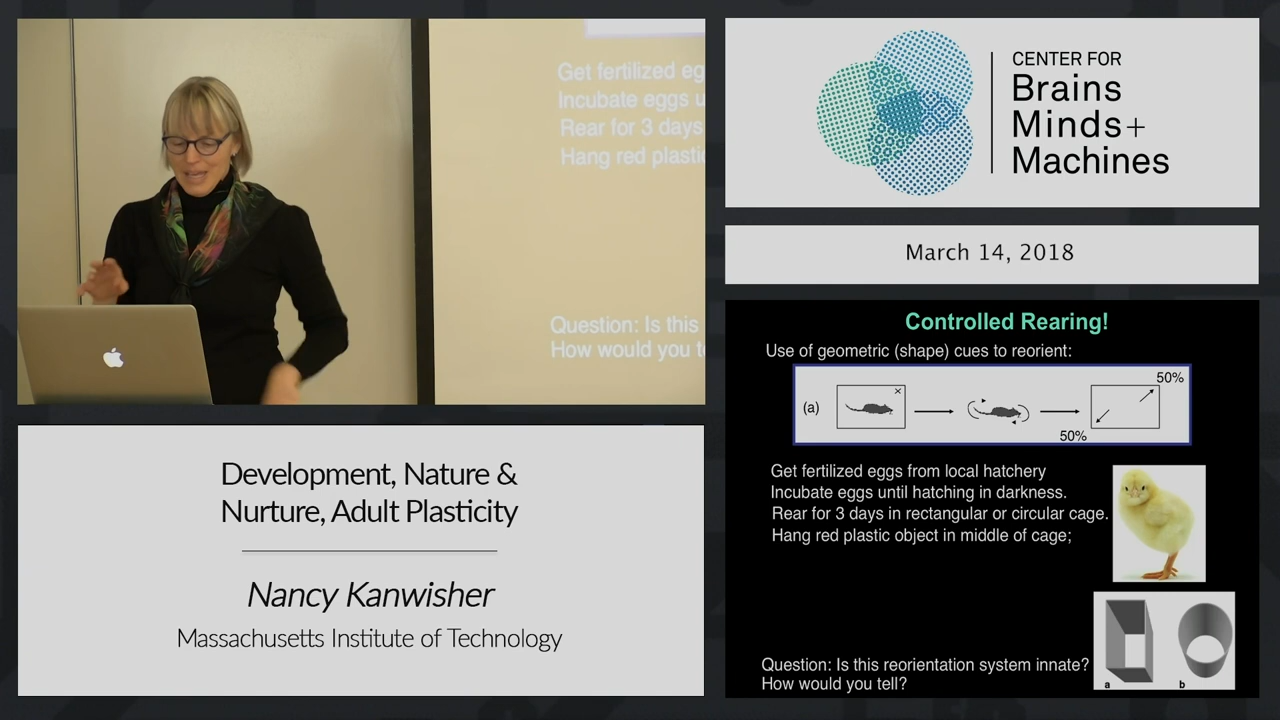 Get fertilized eg
Incubate eggs u
Rear for 3 days
Hang red plastic
Question: Is this
How would you t
CENTER FOR
Brains
Minds+
Machines
March 14, 2018
Development, Nature &
Nurture, Adult Plasticity
Nancy Kanwisher
Massachusetts Institute of Technology
Controlled Rearing!
Use of geometric (shape) cues to reorient:
(a)
×
50%
50%
Get fertilized eggs from local hatchery
Incubate eggs until hatching in darkness.
Rear for 3 days in rectangular or circular cage.
Hang red plastic object in middle of cage;
Question: Is this reorientation system innate?
How would you tell?
a
b